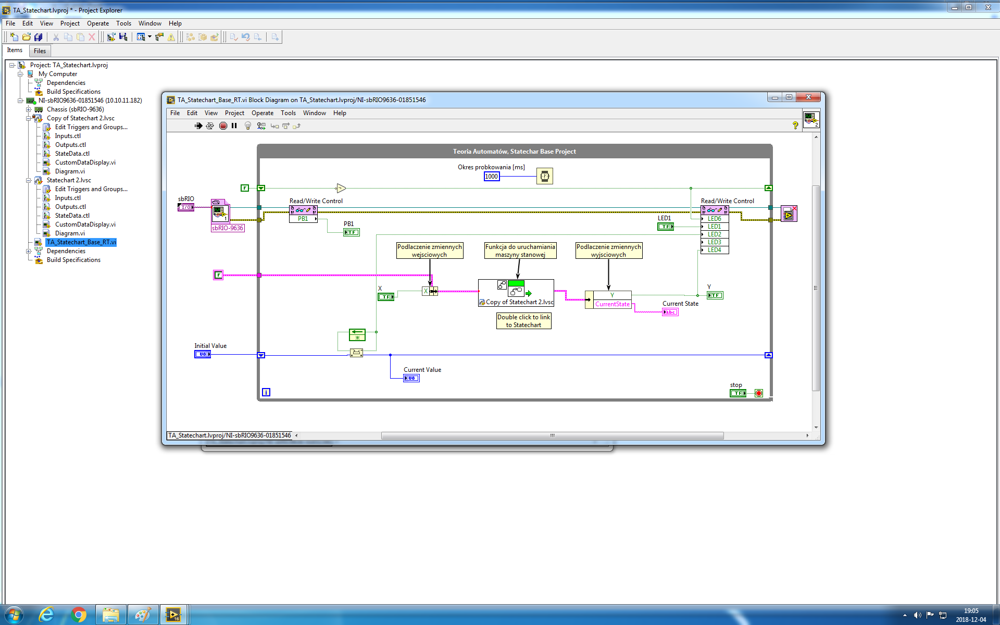 TA_Statechart.lvproj * - Project Explorer
File Edit View Project Operate Tools Window Help
Items Files
Project: TA_Statechart.lvproj
My Computer
Dependencies
Build Specifications
NI-sbRIO9636-01851546 (10.10.11.182)
Chassis (sbRIO-9636)
Copy of Statechart 2.lvsc
Edit Triggers and Groups...
Inputs.ctl
Outputs.ctl
StateData.ctl
CustomDataDisplay.vi
Diagram.vi
Statechart 2.lvsc
Edit Triggers and Groups...
Inputs.ctl
Outputs.ctl
StateData.ctl
CustomDataDisplay.vi
Diagram.vi
TA_Statechart_Base_RT.vi
Dependencies
Build Specifications
TA_Statechart_Base_RT.vi Block Diagram on TA_Statechart.lvproj/NI-sbRIO9636-01851546
File Edit View Project Operate Tools Window Help
2
Teoria Automatów, Statechar Base Project
Okres probkowania [ms]
1000
F
sbRIO
I/O
1
sbRIO-9636
Read/Write Control
PB1
PB1
TF
Read/Write Control
LED6
LED1
LED2
LED3
LED4
LED1
TF
Podlaczenie zmiennych
wejsciowych
Funkcja do uruchamiania
maszyny stanowej
Podlaczenie zmiennych
wyjsciowych
F
X
TF
X
Copy of Statechart 2.lvsc
Double click to link
to Statechart
Y
CurrentState
Y
TF
Current State
abc
Initial Value
U8
Current Value
U8
i
stop
TF
TA_Statechart.lvproj/NI-sbRIO9636-01851546
16
19:05
2018-12-04